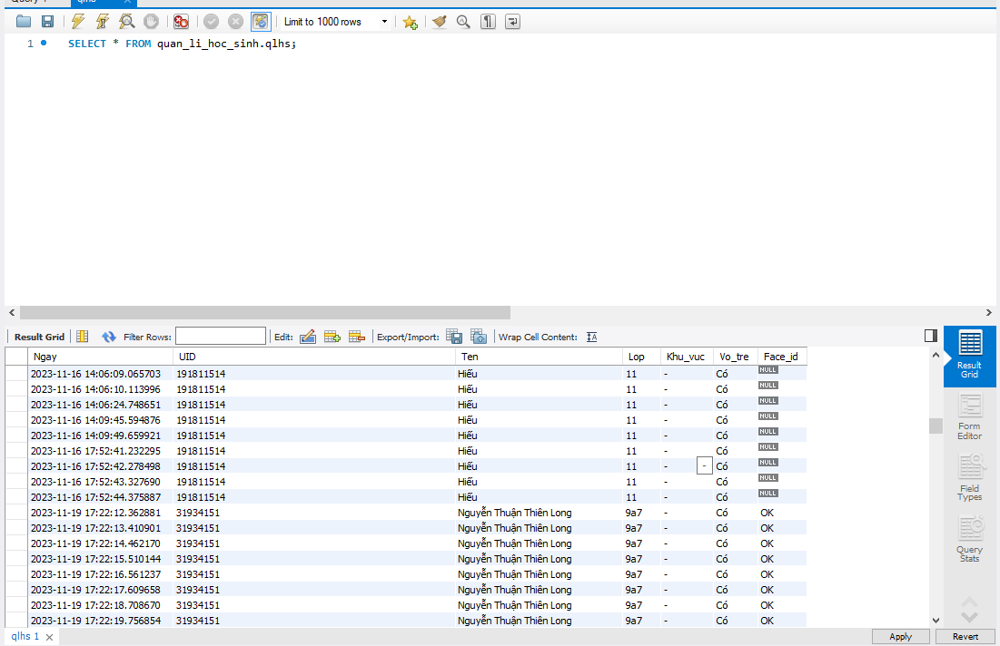 qlhs
Limit to 1000 rows
1 SELECT * FROM quan_li_hoc_sinh.qlhs;
Result Grid Filter Rows: Edit: Export/Import: Wrap Cell Content:
Ngay UID Ten Lop Khu_vuc Vo_tre Face_id
2023-11-16 14:06:09.065703 191811514 Hiếu 11 - Có NULL
2023-11-16 14:06:10.113996 191811514 Hiếu 11 - Có NULL
2023-11-16 14:06:24.748651 191811514 Hiếu 11 - Có NULL
2023-11-16 14:09:45.594876 191811514 Hiếu 11 - Có NULL
2023-11-16 14:09:49.659921 191811514 Hiếu 11 - Có NULL
2023-11-16 17:52:41.232295 191811514 Hiếu 11 - Có NULL
2023-11-16 17:52:42.278498 191811514 Hiếu 11 - - Có NULL
2023-11-16 17:52:43.327690 191811514 Hiếu 11 - Có NULL
2023-11-16 17:52:44.375887 191811514 Hiếu 11 - Có NULL
2023-11-19 17:22:12.362881 31934151 Nguyễn Thuận Thiên Long 9a7 - Có OK
2023-11-19 17:22:13.410901 31934151 Nguyễn Thuận Thiên Long 9a7 - Có OK
2023-11-19 17:22:14.462170 31934151 Nguyễn Thuận Thiên Long 9a7 - Có OK
2023-11-19 17:22:15.510144 31934151 Nguyễn Thuận Thiên Long 9a7 - Có OK
2023-11-19 17:22:16.561237 31934151 Nguyễn Thuận Thiên Long 9a7 - Có OK
2023-11-19 17:22:17.609658 31934151 Nguyễn Thuận Thiên Long 9a7 - Có OK
2023-11-19 17:22:18.708670 31934151 Nguyễn Thuận Thiên Long 9a7 - Có OK
2023-11-19 17:22:19.756854 31934151 Nguyễn Thuận Thiên Long 9a7 - Có OK
Result
Grid
Form
Editor
Field
Types
Query
Stats
qlhs 1
Apply Revert